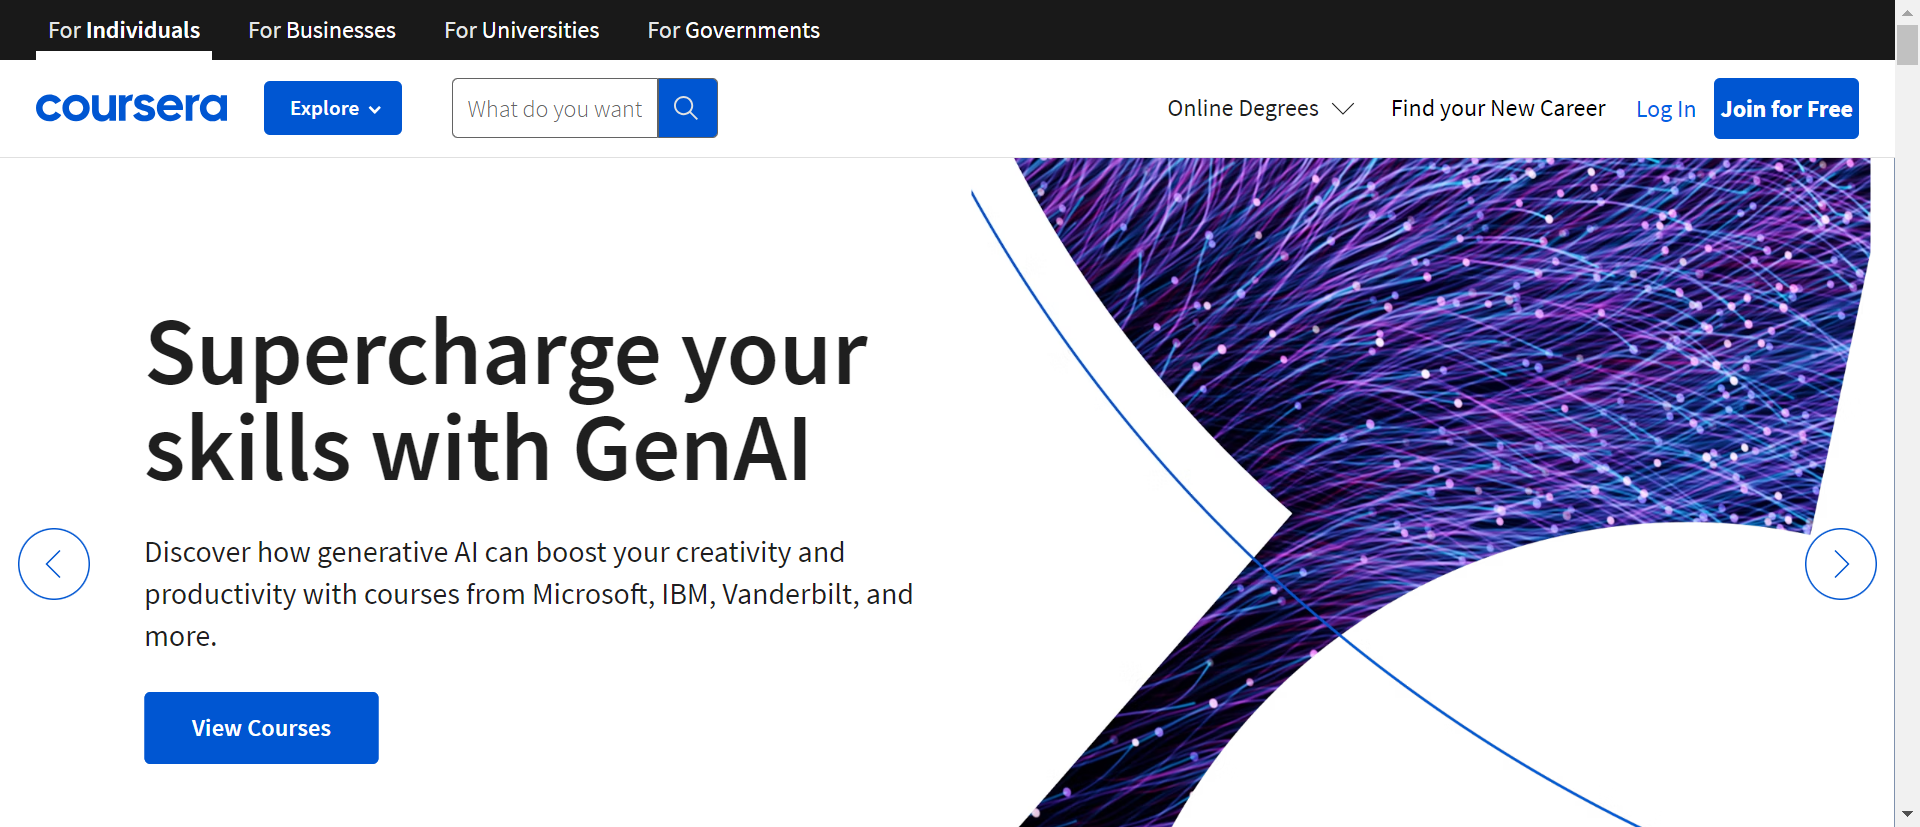 For Individuals For Businesses For Universities For Governments
coursera Explore What do you want Online Degrees Find your New Career Log In Join for Free
Supercharge your
skills with GenAI
Discover how generative AI can boost your creativity and
productivity with courses from Microsoft, IBM, Vanderbilt, and
more.
View Courses